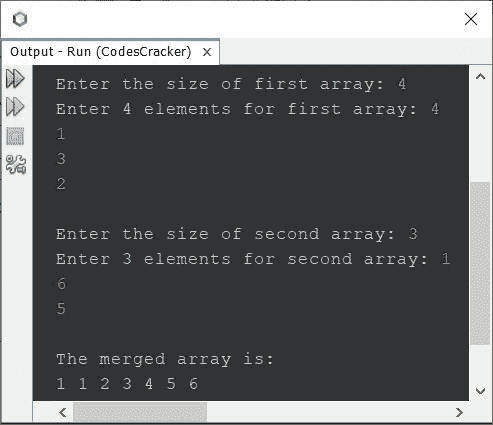 Output - Run (CodesCracker) ×
Enter the size of first array: 4
Enter 4 elements for first array: 4
1
3
2
Enter the size of second array: 3
Enter 3 elements for second array: 1
6
5
The merged array is:
1 1 2 3 4 5 6